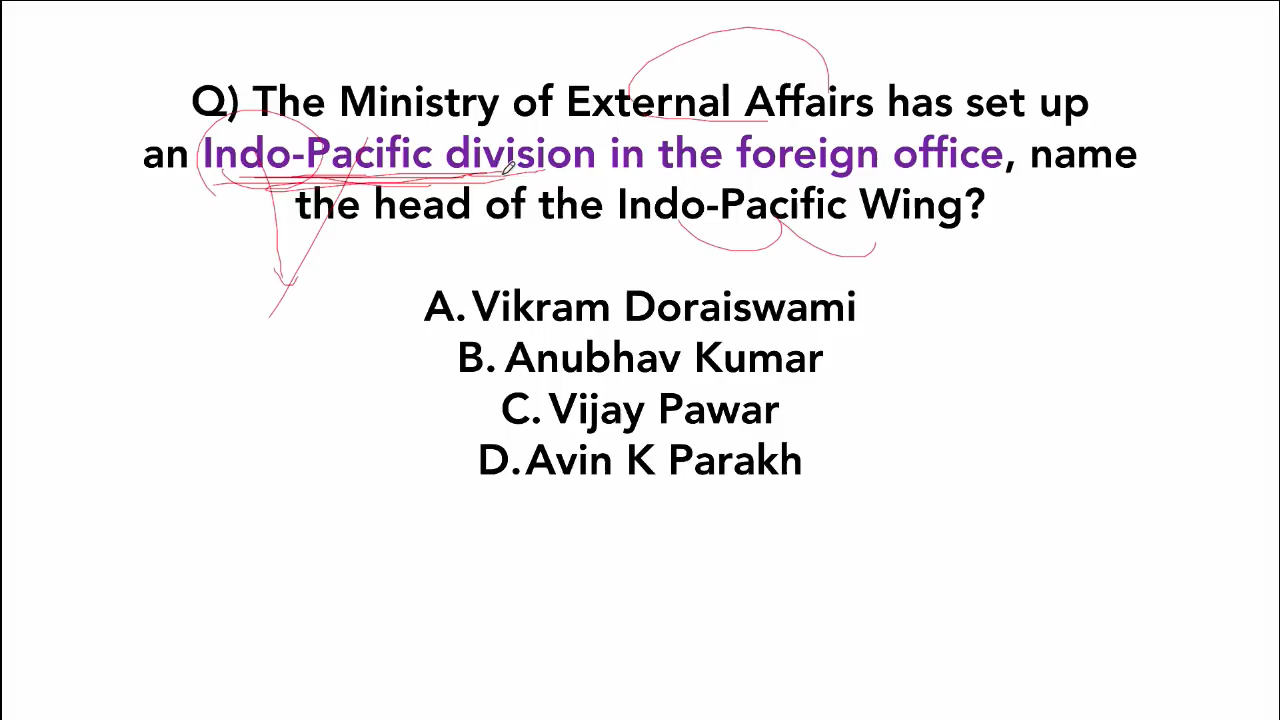 Q) The Ministry of External Affairs has set up
an Indo-Pacific division in the foreign office, name
the head of the Indo-Pacific Wing?
A. Vikram Doraiswami
B. Anubhav Kumar
C. Vijay Pawar
D. Avin K Parakh